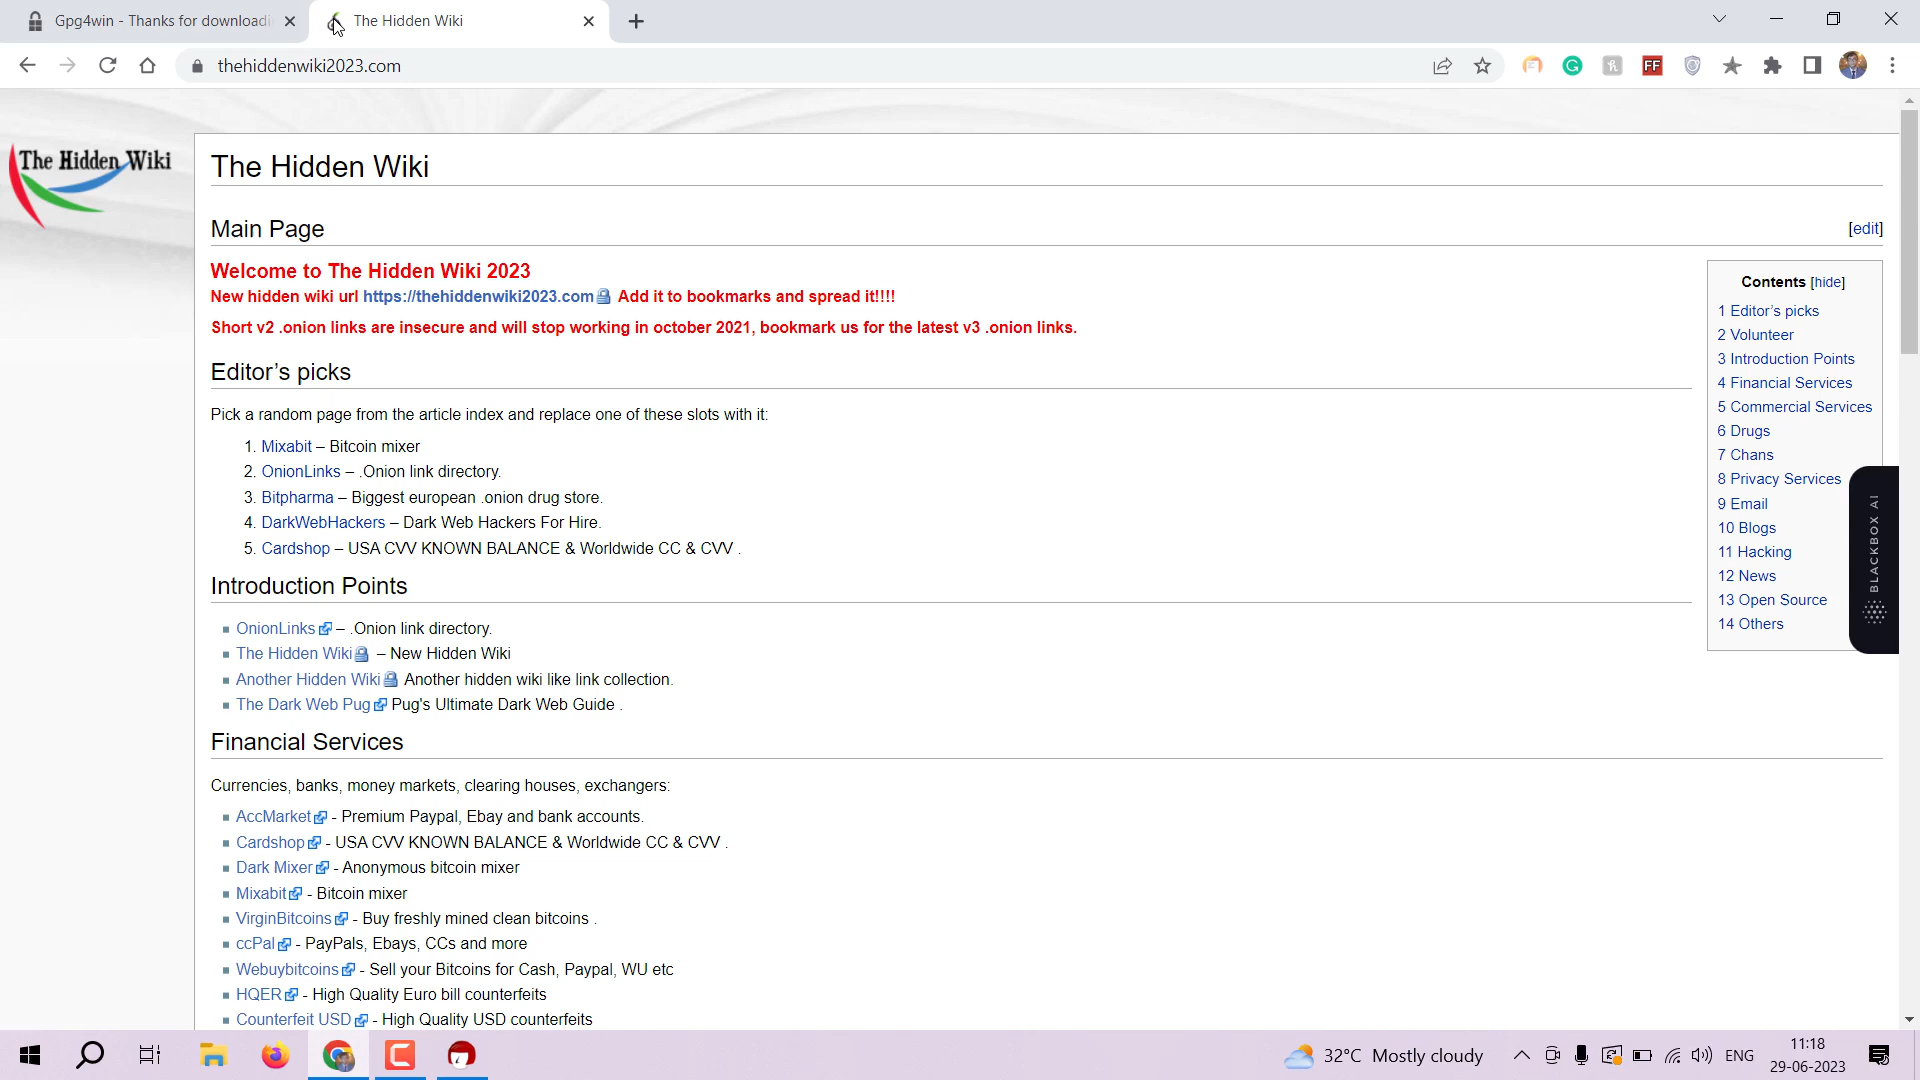 Gpg4win - Thanks for downloadi
The Hidden Wiki
thehiddenwiki2023.com
The Hidden Wiki
The Hidden Wiki
Main Page
[edit]
Welcome to The Hidden Wiki 2023
New hidden wiki url https://thehiddenwiki2023.com Add it to bookmarks and spread it!!!!
Short v2 .onion links are insecure and will stop working in october 2021, bookmark us for the latest v3 .onion links.
Contents [hide]
1 Editor’s picks
2 Volunteer
3 Introduction Points
4 Financial Services
5 Commercial Services
6 Drugs
7 Chans
8 Privacy Services
9 Email
10 Blogs
11 Hacking
12 News
13 Open Source
14 Others
BLACKBOX AI
Editor’s picks
Pick a random page from the article index and replace one of these slots with it:
1. Mixabit – Bitcoin mixer
2. OnionLinks – .Onion link directory.
3. Bitpharma – Biggest european .onion drug store.
4. DarkWebHackers – Dark Web Hackers For Hire.
5. Cardshop – USA CVV KNOWN BALANCE & Worldwide CC & CVV .
Introduction Points
OnionLinks – .Onion link directory.
The Hidden Wiki – New Hidden Wiki
Another Hidden Wiki Another hidden wiki like link collection.
The Dark Web Pug Pug's Ultimate Dark Web Guide .
Financial Services
Currencies, banks, money markets, clearing houses, exchangers:
AccMarket - Premium Paypal, Ebay and bank accounts.
Cardshop - USA CVV KNOWN BALANCE & Worldwide CC & CVV .
Dark Mixer - Anonymous bitcoin mixer
Mixabit - Bitcoin mixer
VirginBitcoins - Buy freshly mined clean bitcoins .
ccPal - PayPals, Ebays, CCs and more
Webuybitcoins - Sell your Bitcoins for Cash, Paypal, WU etc
HQER - High Quality Euro bill counterfeits
Counterfeit USD - High Quality USD counterfeits
32°C Mostly cloudy
ENG
11:18
29-06-2023
FF